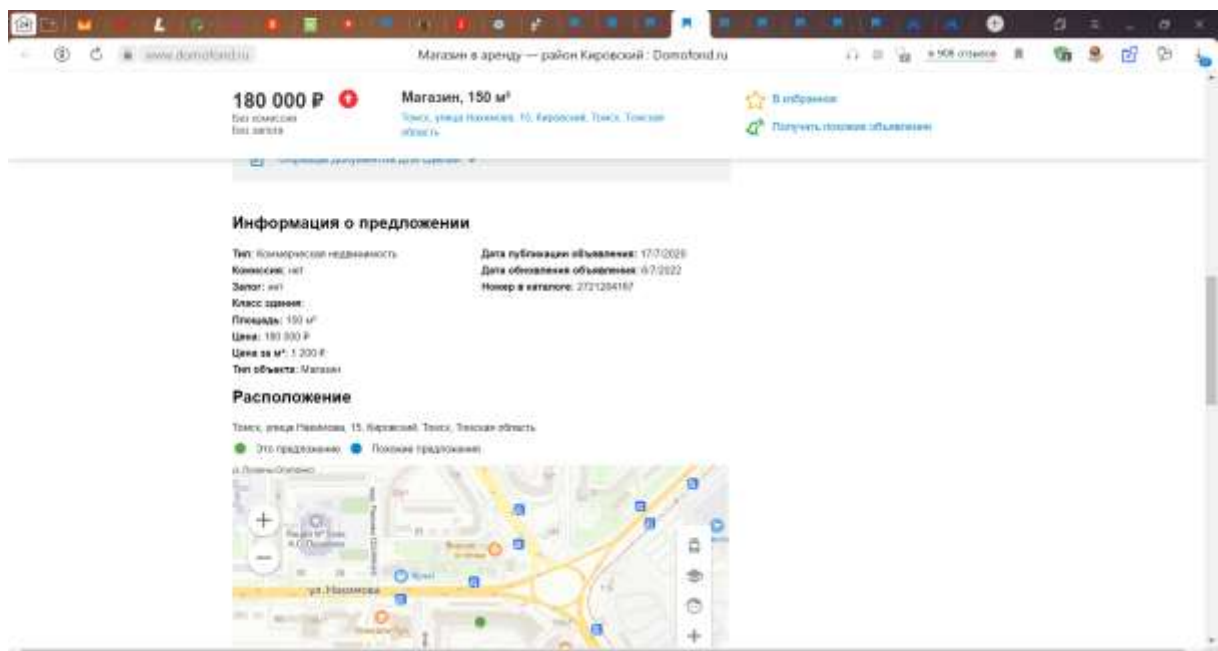 www.domofond.ru
Магазин в аренду — район Кировский : Domofond.ru
180 000 ₽
Без комиссии
Без залога
Магазин, 150 м²
Томск, улица Нахимова, 15, Кировский, Томск, Томская
область
В избранное
Получить похожие объявления
Информация о предложении
Тип: Коммерческая недвижимость
Комиссия: нет
Залог: нет
Класс здания:
Площадь: 150 м²
Цена: 180 000 ₽
Цена за м²: 1 200 ₽
Тип объекта: Магазин
Дата публикации объявления: 17/7/2020
Дата обновления объявления: 6/7/2022
Номер в каталоге:
Расположение
Томск, улица Нахимова, 15, Кировский, Томск, Томская область
Это предложение
Похожие предложения
ул. Нахимова